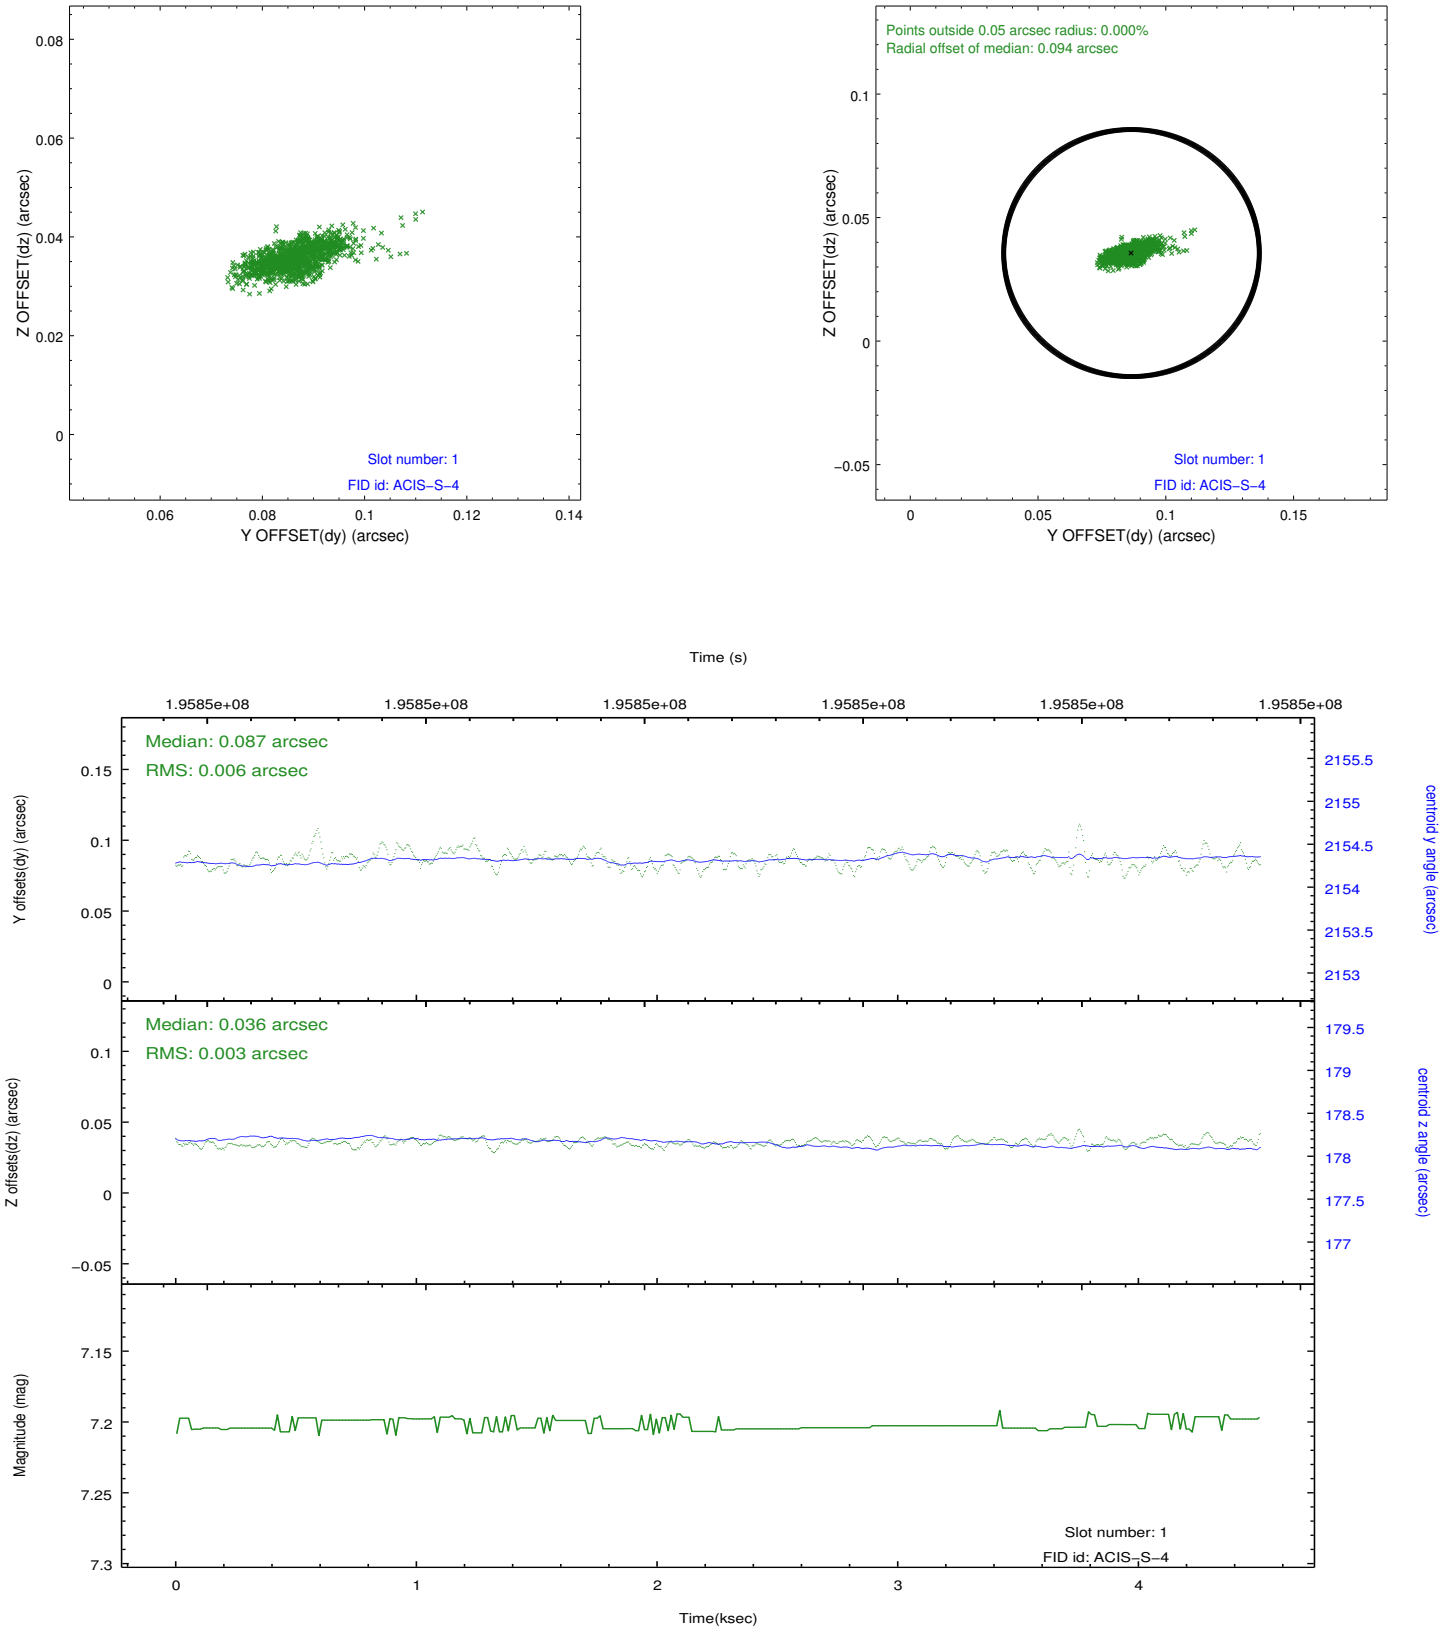 0.08
0.06
0.04
0.02
0
Z OFFSET(dz) (arcsec)
0.06
0.08
0.1
0.12
0.14
Y OFFSET(dy) (arcsec)
Slot number: 1
FID id: ACIS−S−4
Points outside 0.05 arcsec radius: 0.000%
Radial offset of median: 0.094 arcsec
0.1
0.05
0
−0.05
Z OFFSET(dz) (arcsec)
0
0.05
0.1
0.15
Y OFFSET(dy) (arcsec)
Slot number: 1
FID id: ACIS−S−4
Time (s)
1.9585e+08 1.9585e+08 1.9585e+08 1.9585e+08 1.9585e+08 1.9585e+08
Median: 0.087 arcsec
RMS: 0.006 arcsec
0.15
0.1
0.05
0
Y offsets(dy) (arcsec)
2155.5
2155
2154.5
2154
2153.5
2153
centroid y angle (arcsec)
Median: 0.036 arcsec
RMS: 0.003 arcsec
0.1
0.05
0
−0.05
Z offsets(dz) (arcsec)
179.5
179
178.5
178
177.5
177
centroid z angle (arcsec)
7.15
7.2
7.25
7.3
Magnitude (mag)
Slot number: 1
FID id: ACIS−S−4
0 1 2 3 4
Time(ksec)